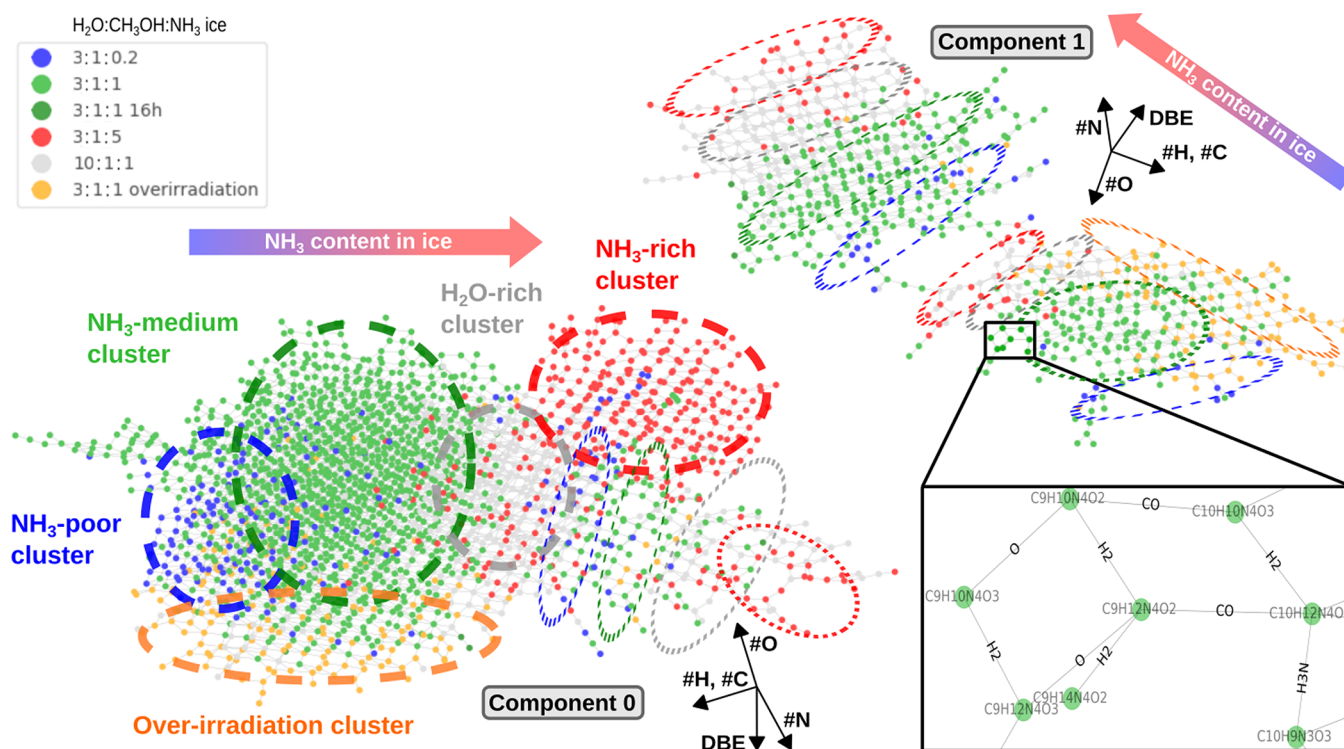 H₂O:CH₃OH:NH₃ ice
3:1:0.2
3:1:1
3:1:1 16h
3:1:5
10:1:1
3:1:1 overirradiation
NH₃ content in ice
NH₃-medium
cluster
H₂O-rich
cluster
NH₃-rich
cluster
NH₃-poor
cluster
Over-irradiation cluster
Component 0
#O
#H, #C
#N
DBE
Component 1
NH₃ content in ice
#N
DBE
#H, #C
#O
C9H10N4O2
CO
C10H10N4O3
O
H2
H2
C9H10N4O3
C9H12N4O2
CO
C10H12N4O
H2
O
H2
H3N
C9H14N4O2
C9H12N4O3
C10H9N3O3